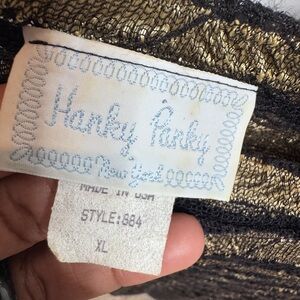 Hanky Panky
New York
MADE IN USA
STYLE:884
XL